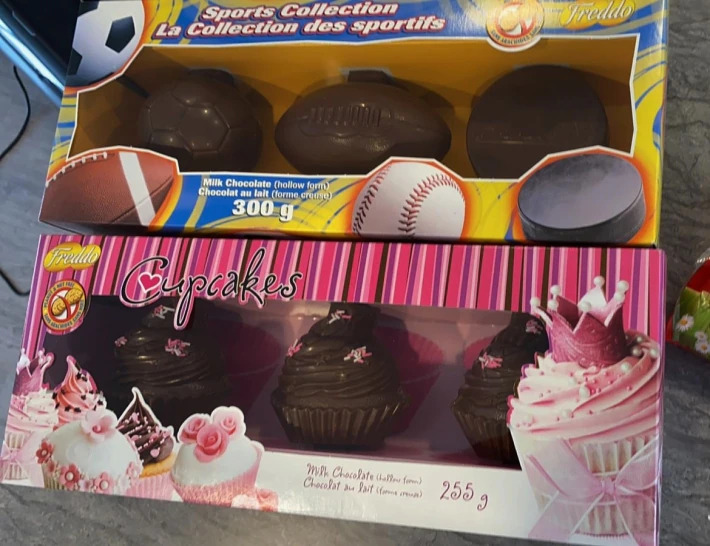 Sports Collection
La Collection des sportifs
Freddo
Milk Chocolate (hollow form)
Chocolat au lait (forme creuse)
300 g
Freddo
Cupcakes
Milk Chocolate (hollow form)
Chocolat au lait (forme creuse)
255 g